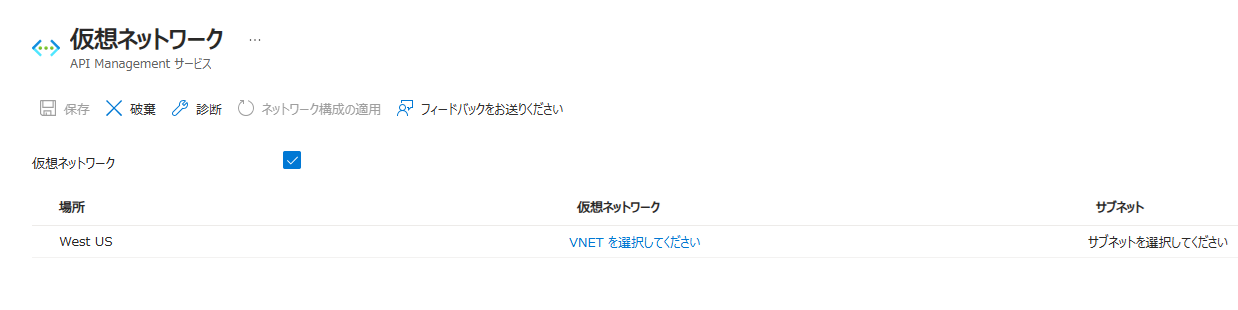 仮想ネットワーク ...
API Management サービス
保存 破棄 診断 ネットワーク構成の適用 フィードバックをお送りください
仮想ネットワーク
場所 仮想ネットワーク サブネット
West US VNET を選択してください サブネットを選択してください